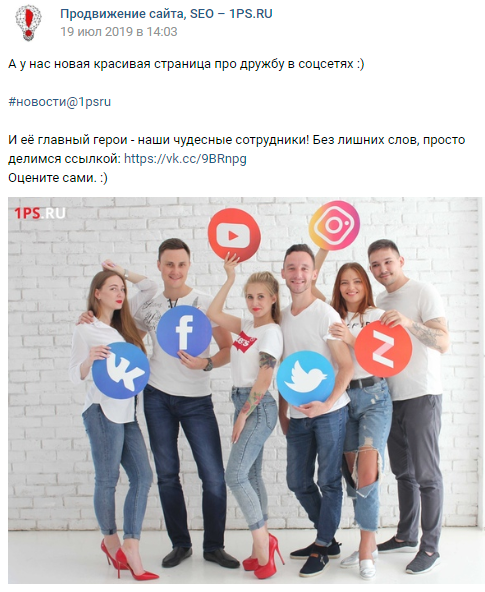 Продвижение сайта, SEO – 1PS.RU
19 июл 2019 в 14:03
А у нас новая красивая страница про дружбу в соцсетях :)
#новости@1psru
И её главный герои - наши чудесные сотрудники! Без лишних слов, просто
делимся ссылкой: https://vk.cc/9BRnpg
Оцените сами. :)
1PS.RU